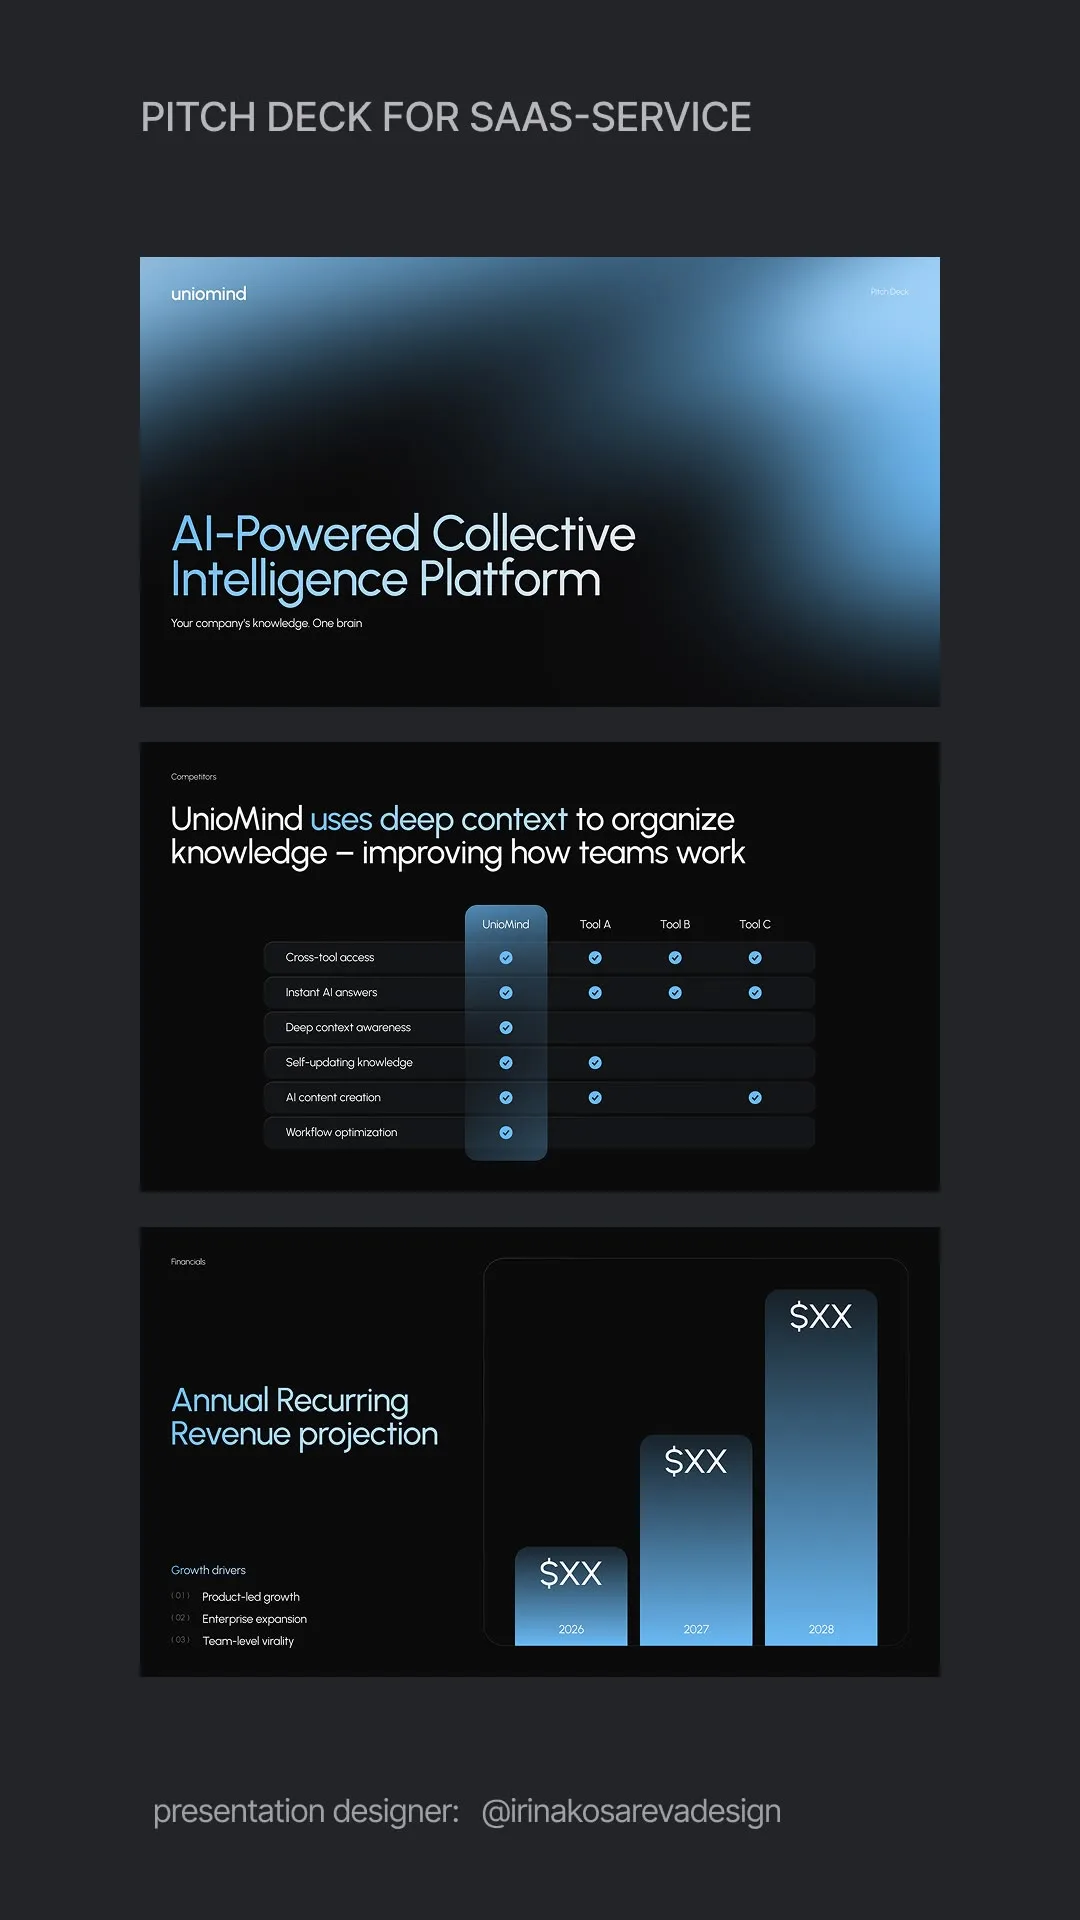 PITCH DECK FOR SAAS-SERVICE
uniomind
Pitch Deck
AI-Powered Collective
Intelligence Platform
Your company's knowledge. One brain
Competitors
UnioMind uses deep context to organize
knowledge – improving how teams work
UnioMind Tool A Tool B Tool C
Cross-tool access
Instant AI answers
Deep context awareness
Self-updating knowledge
AI content creation
Workflow optimization
Financials
Annual Recurring
Revenue projection
Growth drivers
(01) Product-led growth
(02) Enterprise expansion
(03) Team-level virality
$XX
$XX
$XX
2026 2027 2028
presentation designer: @irinakosarevadesign